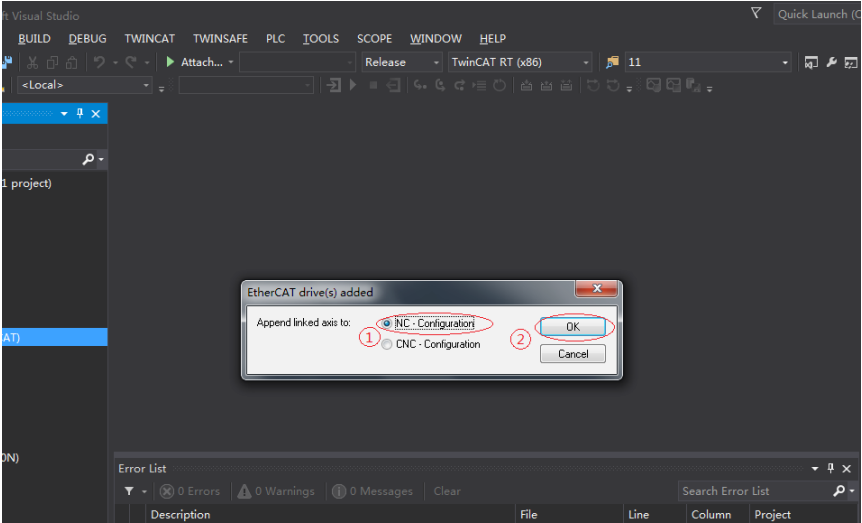 ft Visual Studio
Quick Launch (C
BUILD DEBUG TWINCAT TWINSAFE PLC TOOLS SCOPE WINDOW HELP
Attach... Release TwinCAT RT (x86) 11
<Local>
1 project)
EtherCAT drive(s) added
Append linked axis to: NC - Configuration OK
1 CNC - Configuration 2
Cancel
CAT)
ON)
Error List
0 Errors 0 Warnings 0 Messages Clear Search Error List
Description File Line Column Project